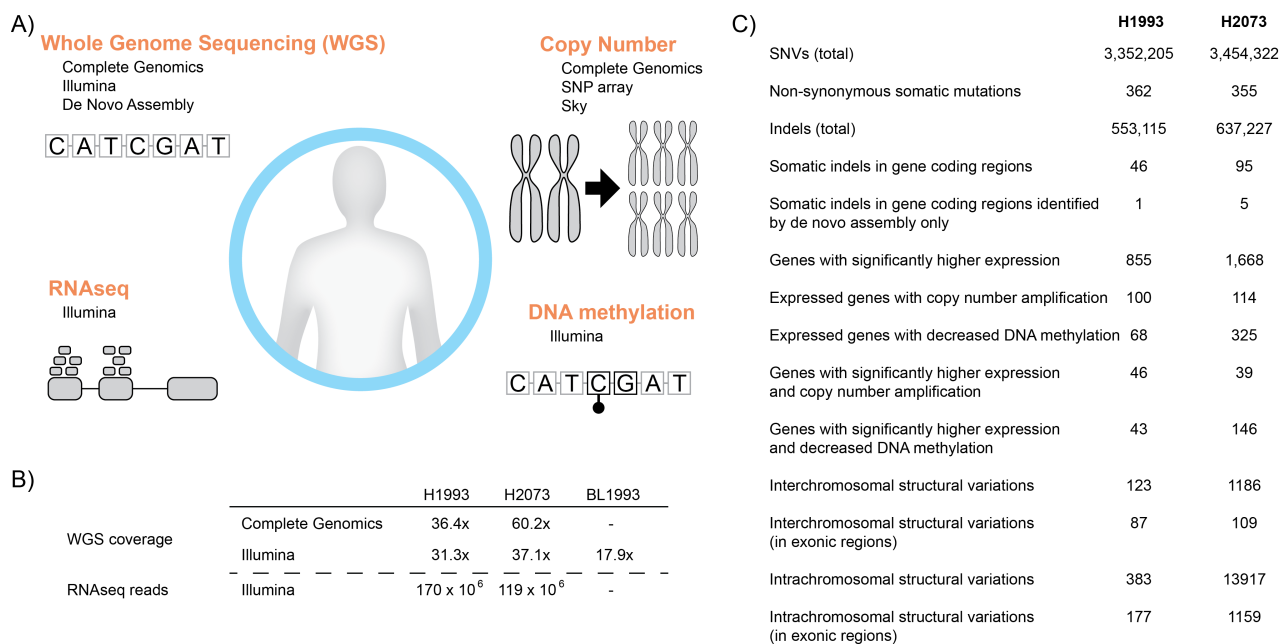 A)
Whole Genome Sequencing (WGS)
Complete Genomics
Illumina
De Novo Assembly
C A T C G A T
Copy Number
Complete Genomics
SNP array
Sky
RNAseq
Illumina
DNA methylation
Illumina
C A T C G A T
B)
H1993 H2073 BL1993
WGS coverage
Complete Genomics 36.4x 60.2x -
Illumina 31.3x 37.1x 17.9x
RNAseq reads Illumina 170 x 10^6 119 x 10^6 -
C)
H1993 H2073
SNVs (total) 3,352,205 3,454,322
Non-synonymous somatic mutations 362 355
Indels (total) 553,115 637,227
Somatic indels in gene coding regions 46 95
Somatic indels in gene coding regions identified 1 5
by de novo assembly only
Genes with significantly higher expression 855 1,668
Expressed genes with copy number amplification 100 114
Expressed genes with decreased DNA methylation 68 325
Genes with significantly higher expression 46 39
and copy number amplification
Genes with significantly higher expression 43 146
and decreased DNA methylation
Interchromosomal structural variations 123 1186
Interchromosomal structural variations 87 109
(in exonic regions)
Intrachromosomal structural variations 383 13917
Intrachromosomal structural variations 177 1159
(in exonic regions)